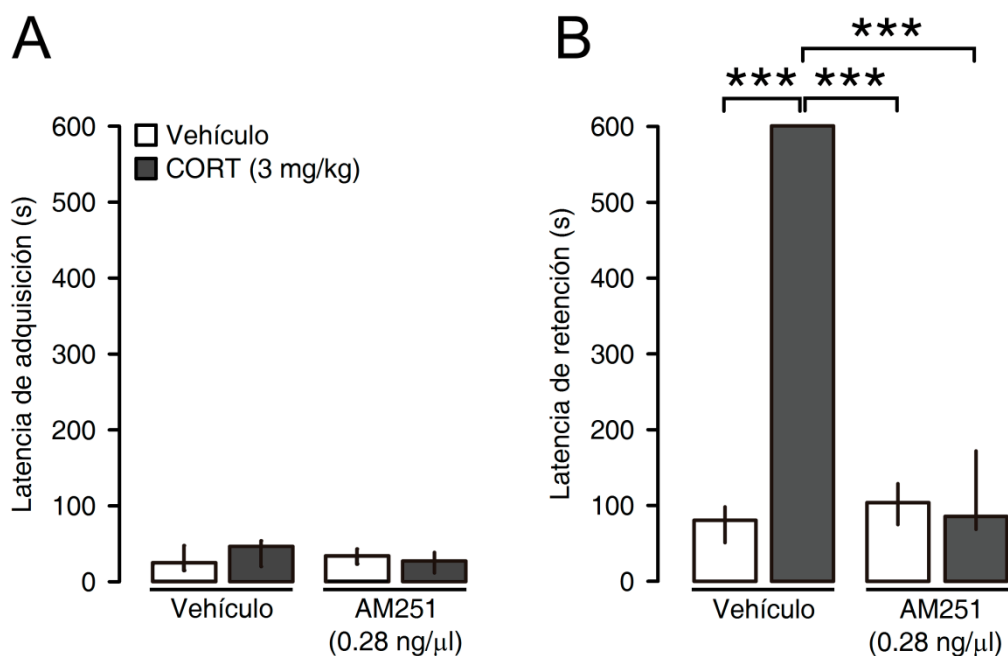 A
Latencia de adquisición (s)
600
500
400
300
200
100
0
Vehículo
CORT (3 mg/kg)
Vehículo
AM251
(0.28 ng/μl)
B
***
*** ***
Latencia de retención (s)
600
500
400
300
200
100
0
Vehículo
AM251
(0.28 ng/μl)